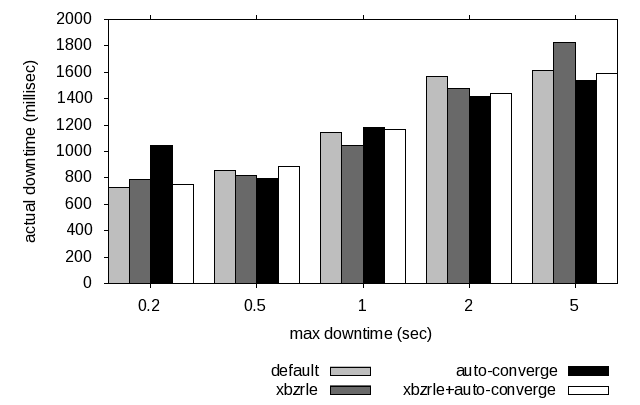 actual downtime (millisec)
2000
1800
1600
1400
1200
1000
800
600
400
200
0
0.2 0.5 1 2 5
max downtime (sec)
default auto-converge
xbzrle xbzrle+auto-converge